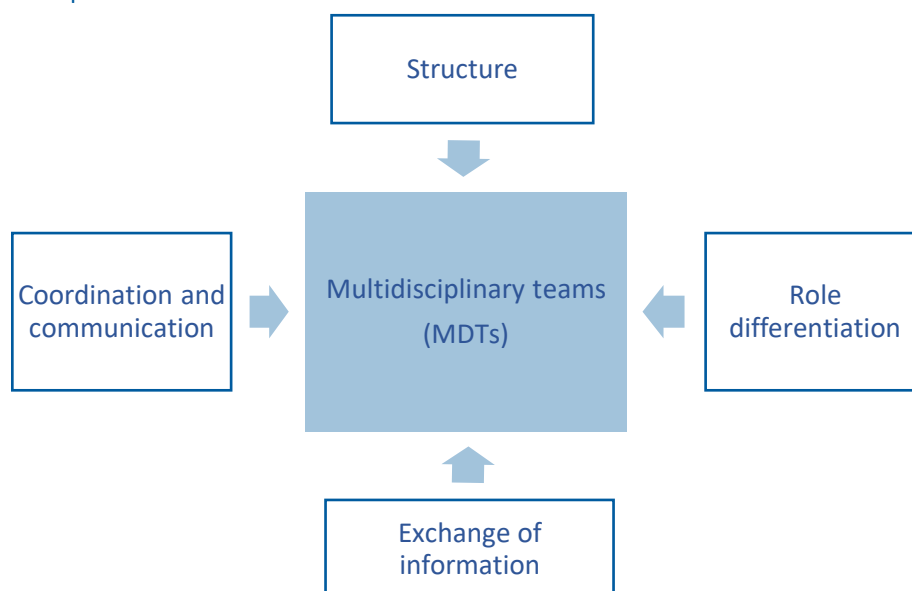 Structure
Coordination and
communication
Multidisciplinary teams
(MDTs)
Role
differentiation
Exchange of
information